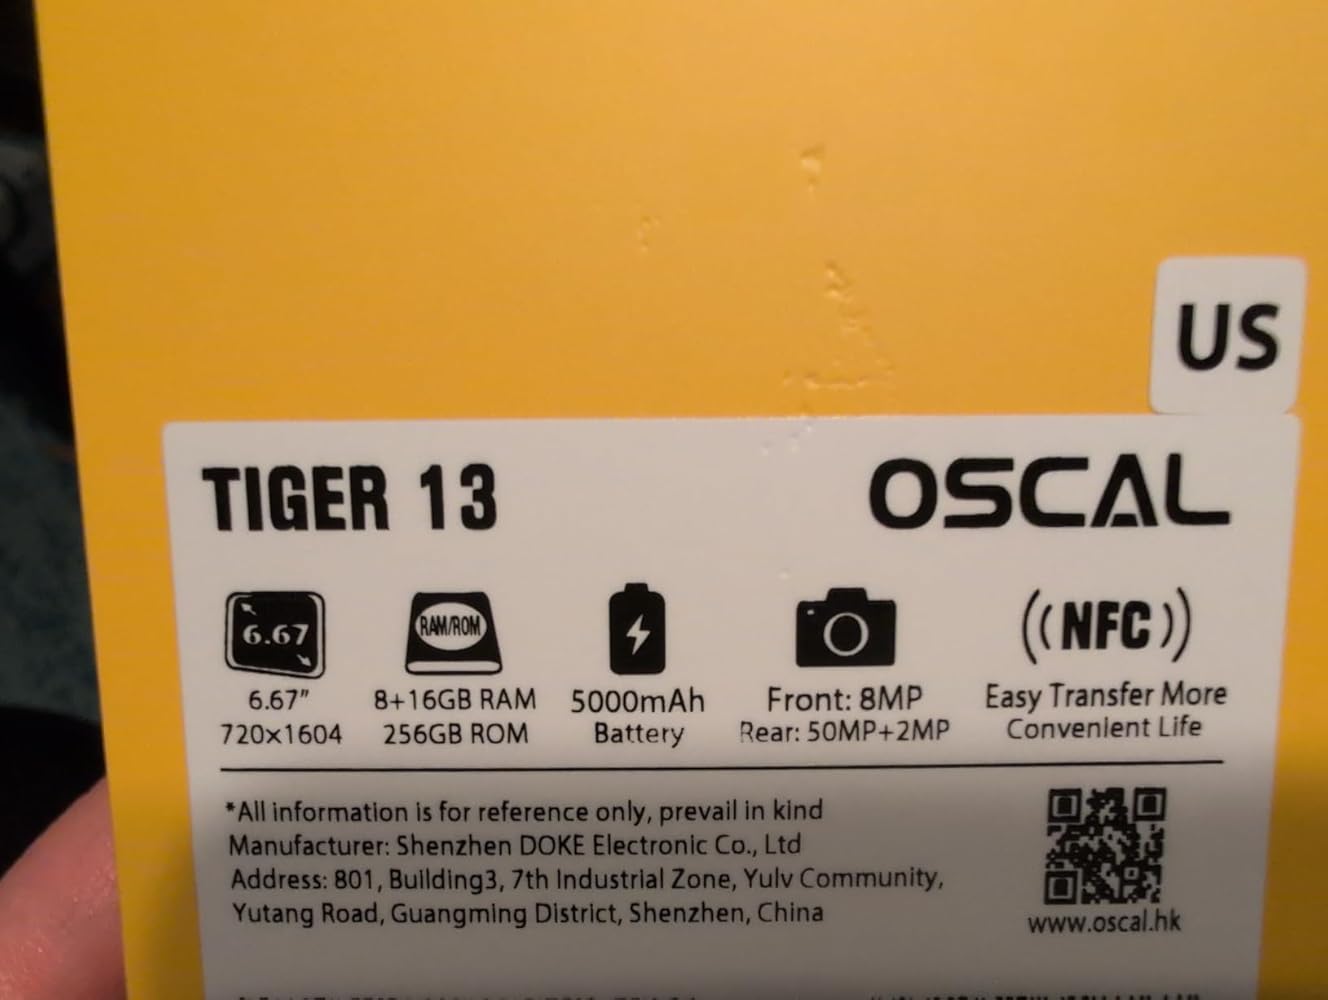 US
TIGER 13
OSCAL
6.67
RAM/ROM
((NFC))
6.67"
720x1604
8+16GB RAM
256GB ROM
5000mAh
Battery
Front: 8MP
Rear: 50MP+2MP
Easy Transfer More
Convenient Life
*All information is for reference only, prevail in kind
Manufacturer: Shenzhen DOKE Electronic Co., Ltd
Address: 801, Building3, 7th Industrial Zone, Yulv Community,
Yutang Road, Guangming District, Shenzhen, China
www.oscal.hk